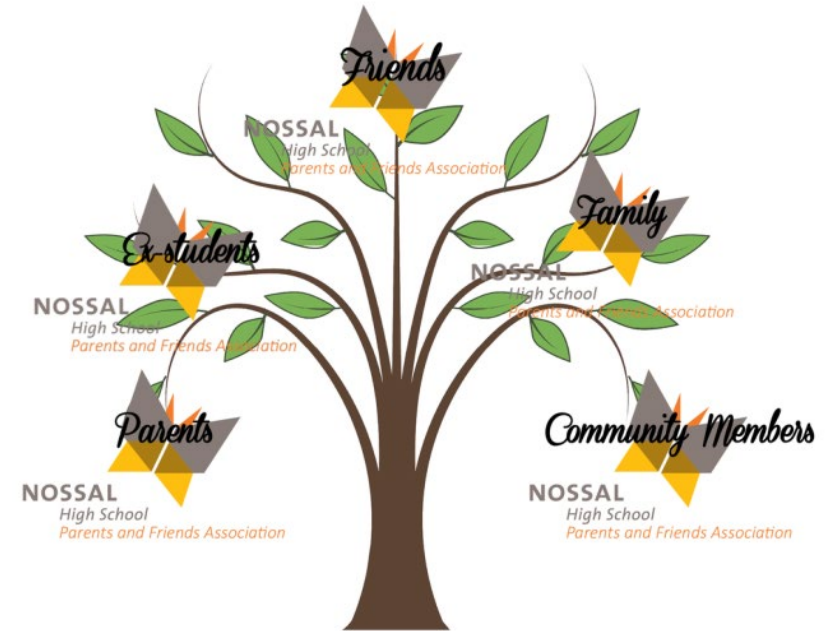 Friends
NOSSAL
High School
Parents and Friends Association
Family
NOSSAL
High School
Parents and Friends Association
Ex-students
NOSSAL
High School
Parents and Friends Association
Parents
NOSSAL
High School
Parents and Friends Association
Community Members
NOSSAL
High School
Parents and Friends Association